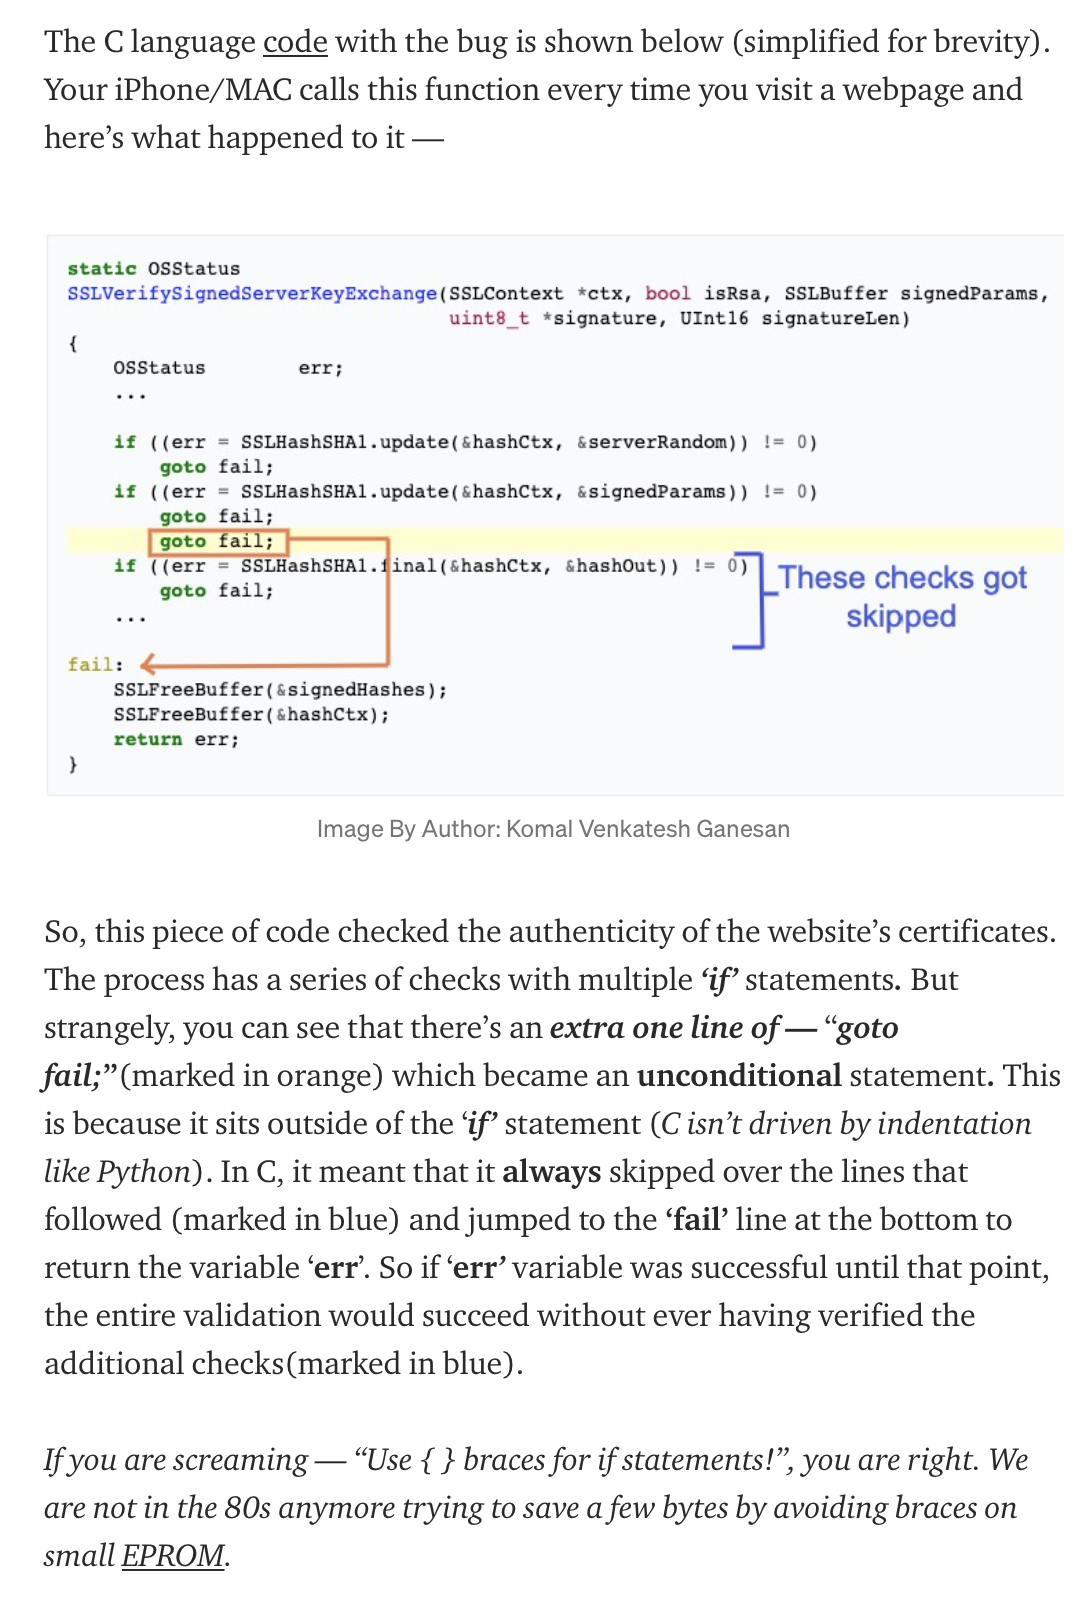 The C language code with the bug is shown below (simplified for brevity).
Your iPhone/MAC calls this function every time you visit a webpage and
here’s what happened to it —
static OSStatus
SSLVerifySignedServerKeyExchange(SSLContext *ctx, bool isRsa, SSLBuffer signedParams,
                                 uint8_t *signature, UInt16 signatureLen)
{
    OSStatus        err;
    ...
    if ((err = SSLHashSHA1.update(&hashCtx, &serverRandom)) != 0)
        goto fail;
    if ((err = SSLHashSHA1.update(&hashCtx, &signedParams)) != 0)
        goto fail;
        goto fail;
    if ((err = SSLHashSHA1.final(&hashCtx, &hashOut)) != 0)
        goto fail;
    ...
These checks got
skipped
fail:
    SSLFreeBuffer(&signedHashes);
    SSLFreeBuffer(&hashCtx);
    return err;
}
Image By Author: Komal Venkatesh Ganesan
So, this piece of code checked the authenticity of the website’s certificates.
The process has a series of checks with multiple ‘if’ statements. But
strangely, you can see that there’s an extra one line of — “goto
fail;”(marked in orange) which became an unconditional statement. This
is because it sits outside of the ‘if’ statement (C isn’t driven by indentation
like Python). In C, it meant that it always skipped over the lines that
followed (marked in blue) and jumped to the ‘fail’ line at the bottom to
return the variable ‘err’. So if ‘err’ variable was successful until that point,
the entire validation would succeed without ever having verified the
additional checks(marked in blue).
If you are screaming — “Use { } braces for if statements!”, you are right. We
are not in the 80s anymore trying to save a few bytes by avoiding braces on
small EPROM.